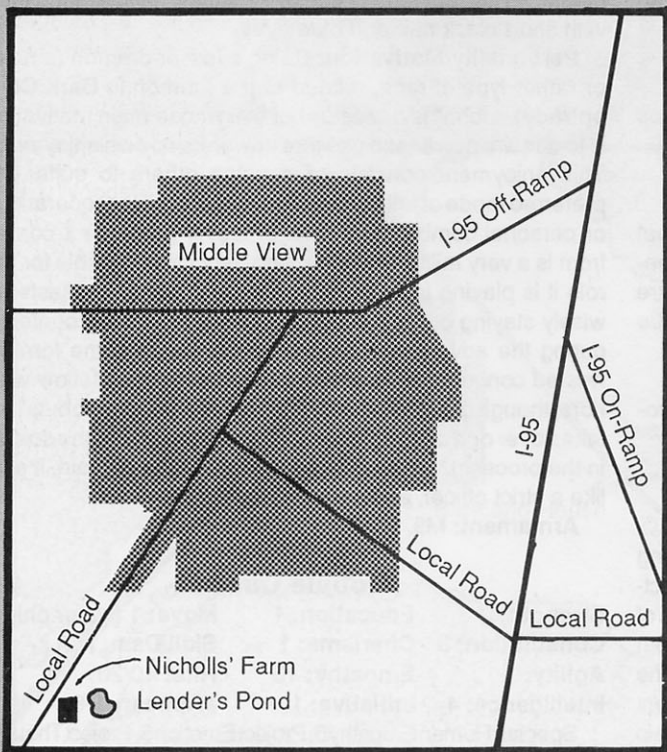 Middle View
I-95 Off-Ramp
I-95
I-95 On-Ramp
Local Road
Local Road
Local Road
Nicholls' Farm
Lender's Pond